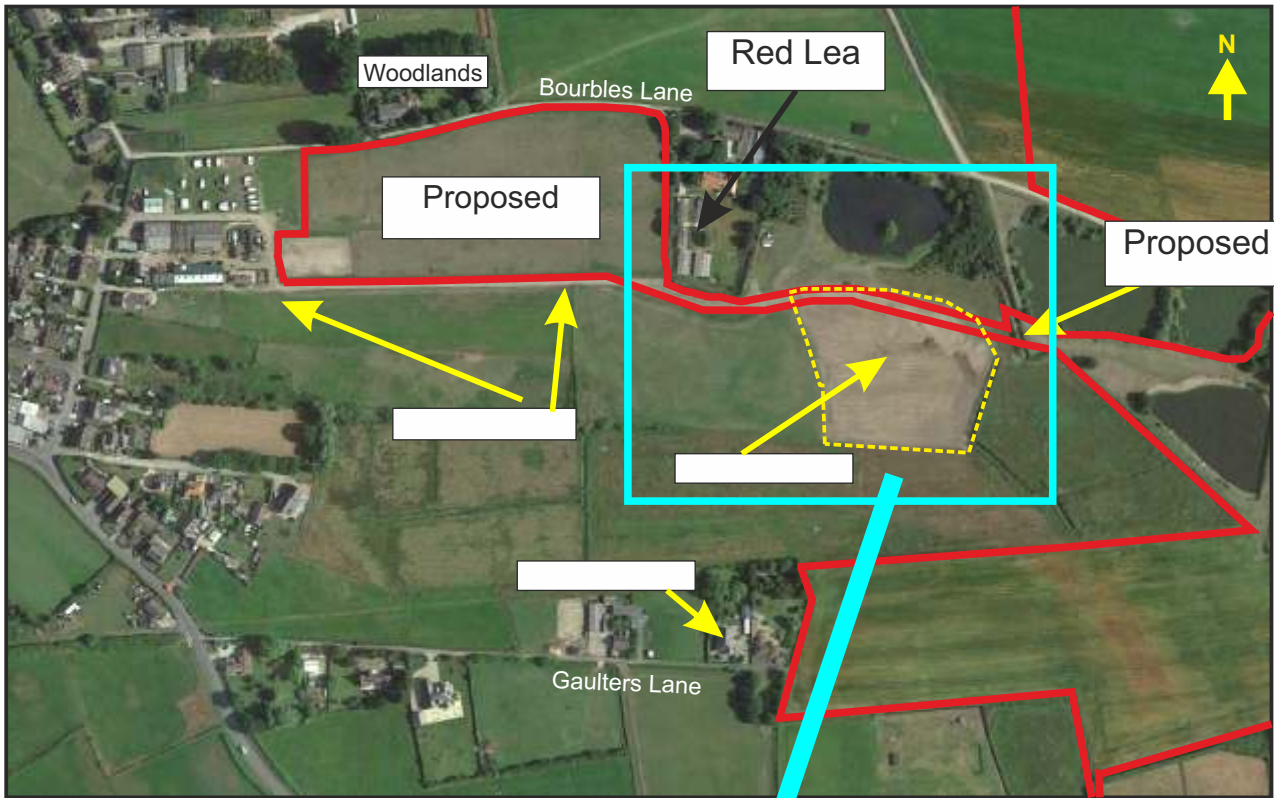 Red Lea
N
Woodlands
Bourbles Lane
Proposed
Proposed
Gaulters Lane